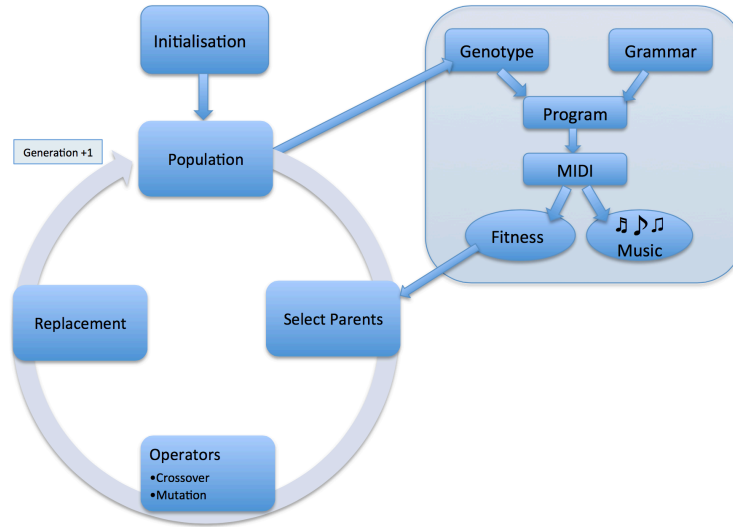 Initialisation
Genotype
Grammar
Program
Population
Generation +1
MIDI
Fitness
Music
Replacement
Select Parents
Operators
•Crossover
•Mutation